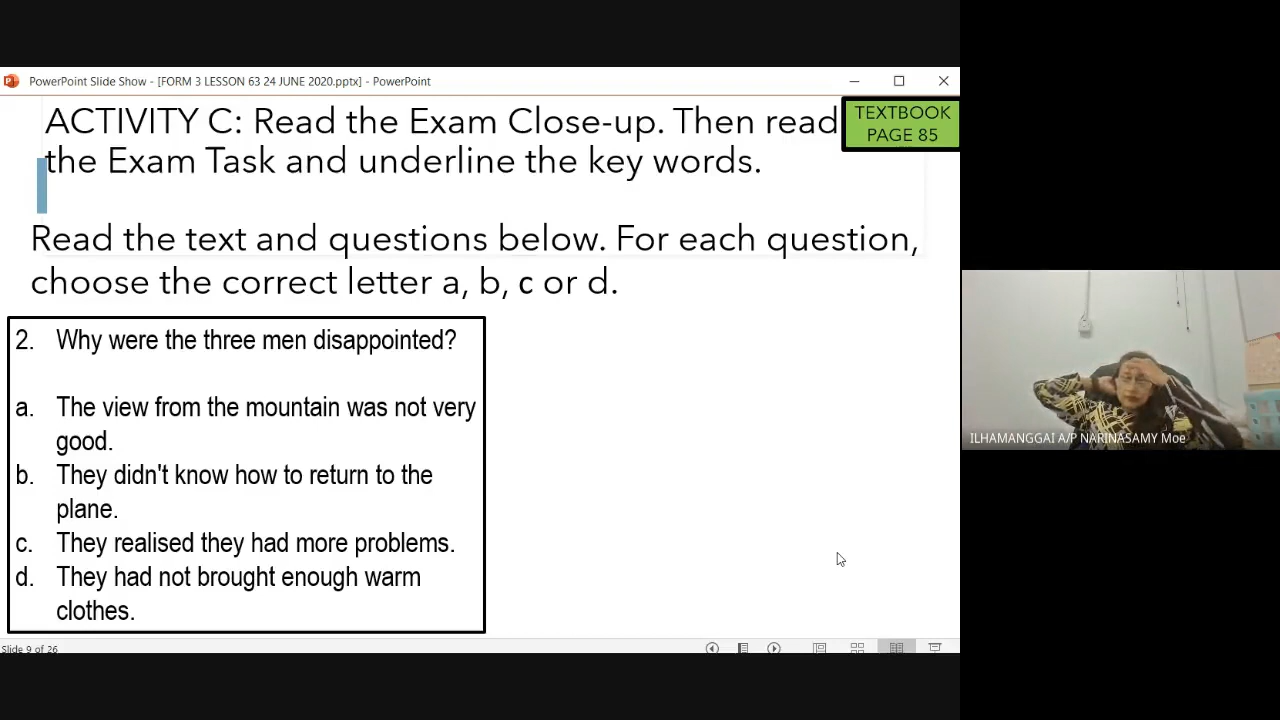 PowerPoint Slide Show - [FORM 3 LESSON 63 24 JUNE 2020.pptx] - PowerPoint
ACTIVITY C: Read the Exam Close-up. Then read
the Exam Task and underline the key words.
TEXTBOOK
PAGE 85
Read the text and questions below. For each question,
choose the correct letter a, b, c or d.
2. Why were the three men disappointed?
a. The view from the mountain was not very
good.
b. They didn't know how to return to the
plane.
c. They realised they had more problems.
d. They had not brought enough warm
clothes.
Slide 9 of 26
ILHAMANGGAI A/P NARINASAMY Moe